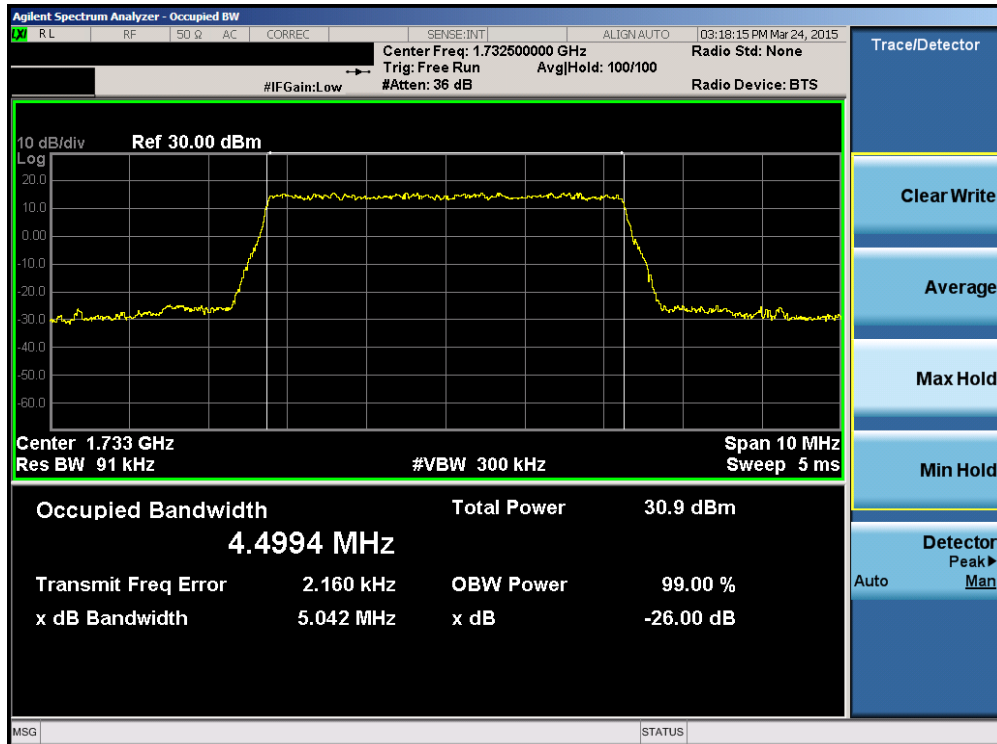 Agilent Spectrum Analyzer - Occupied BW
LXI RL RF 50 Ω AC CORREC SENSE:INT ALIGN AUTO 03:18:15 PM Mar 24, 2015
Center Freq: 1.732500000 GHz Radio Std: None
Trig: Free Run Avg|Hold: 100/100
#IFGain:Low #Atten: 36 dB Radio Device: BTS
Trace/Detector
10 dB/div Ref 30.00 dBm
Log
20.0
10.0
0.00
-10.0
-20.0
-30.0
-40.0
-50.0
-60.0
Center 1.733 GHz Span 10 MHz
Res BW 91 kHz #VBW 300 kHz Sweep 5 ms
Occupied Bandwidth Total Power 30.9 dBm
4.4994 MHz
Transmit Freq Error 2.160 kHz OBW Power 99.00 %
x dB Bandwidth 5.042 MHz x dB -26.00 dB
Clear Write
Average
Max Hold
Min Hold
Detector
Peak▶
Auto Man
MSG STATUS